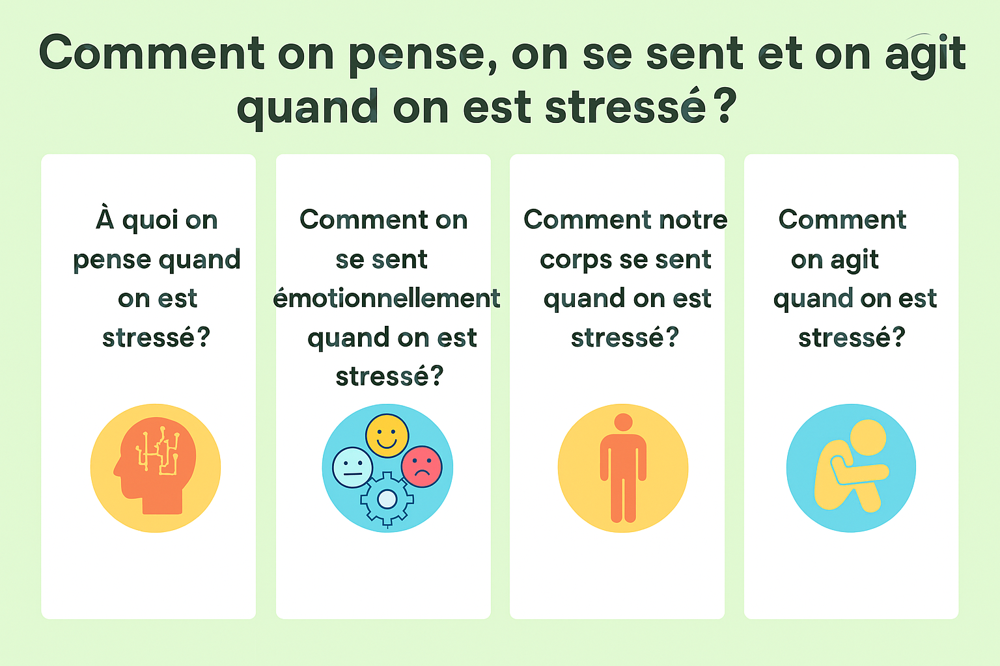 Comment on pense, on se sent et on agit
quand on est stressé ?
À quoi on
pense quand
on est
stressé?
Comment on
se sent
émotionnellement
quand on est
stressé?
Comment notre
corps se sent
quand on est
stressé?
Comment
on agit
quand on est
stressé?